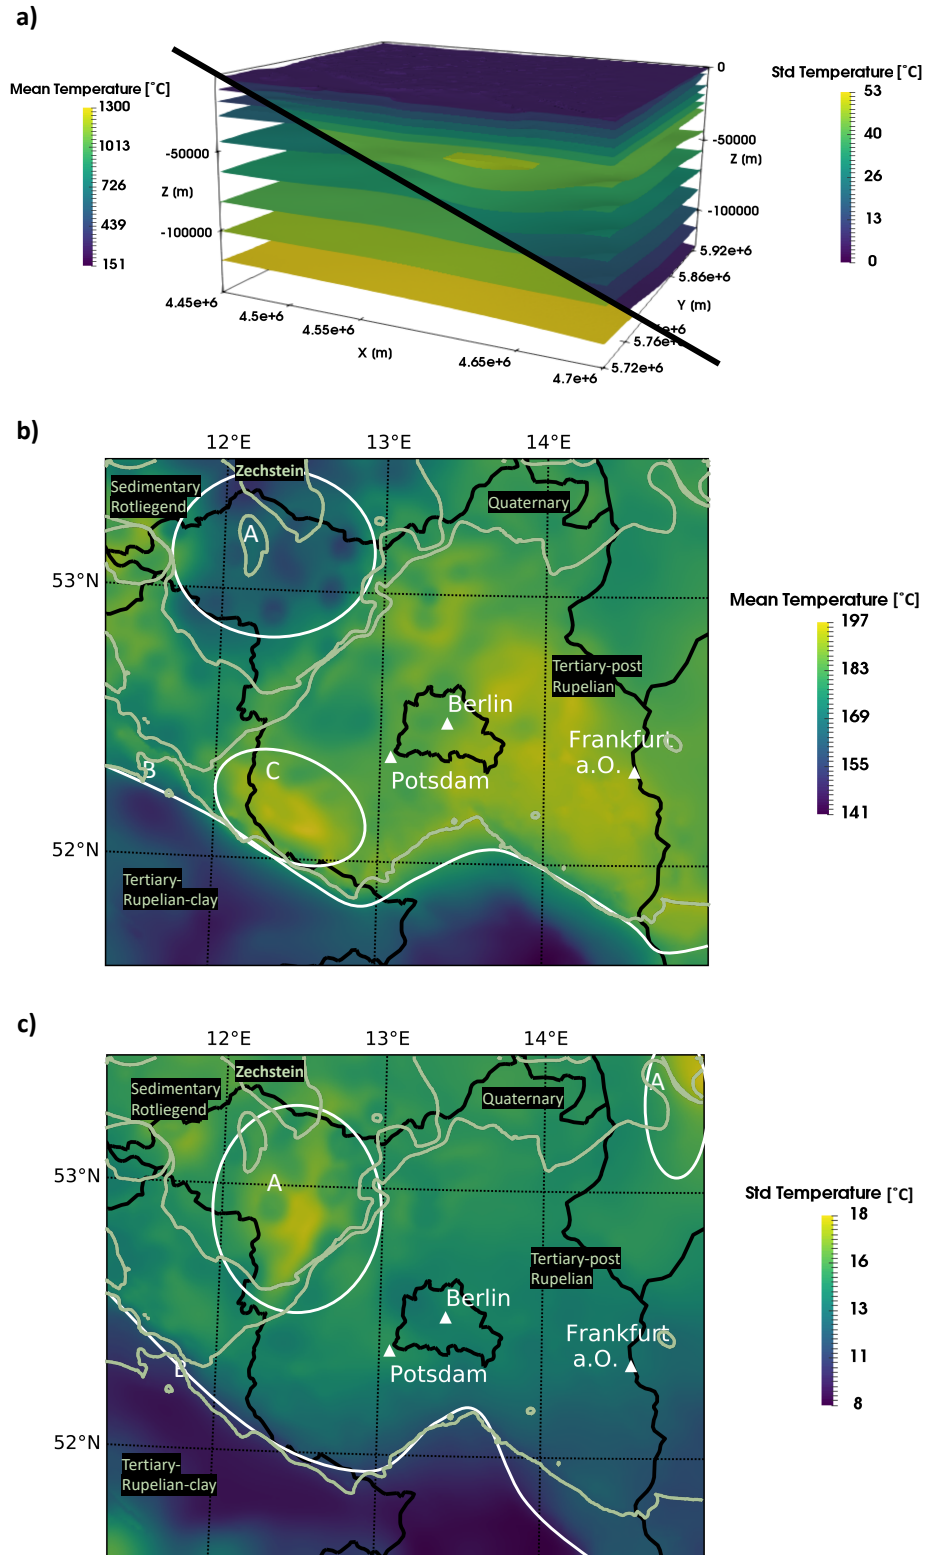 a)
Mean Temperature [°C]
1300
1013
726
439
151
-50000
Z (m)
-100000
4.45e+6
4.5e+6
4.55e+6
X (m)
4.65e+6
4.7e+6
0
-50000
Z (m)
-100000
5.92e+6
5.86e+6
Y (m)
5.76e+6
5.72e+6
Std Temperature [°C]
53
40
26
13
0
b)
12°E
13°E
14°E
Zechstein
Sedimentary
Rotliegend
A
Quaternary
53°N
Tertiary-post
Rupelian
Berlin
Frankfurt
a.O.
B
C
Potsdam
52°N
Tertiary-
Rupelian-clay
Mean Temperature [°C]
197
183
169
155
141
c)
12°E
13°E
14°E
Zechstein
Sedimentary
Rotliegend
A
Quaternary
53°N
A
Tertiary-post
Rupelian
Berlin
Frankfurt
a.O.
B
Potsdam
52°N
Tertiary-
Rupelian-clay
Std Temperature [°C]
18
16
13
11
8